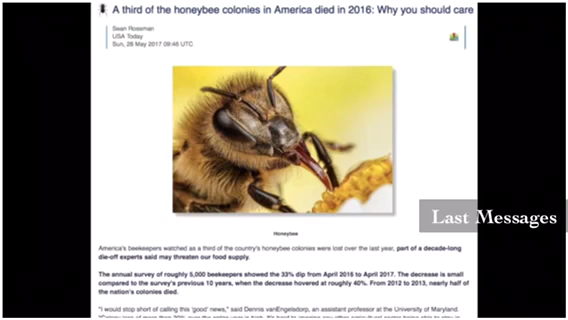 A third of the honeybee colonies in America died in 2016: Why you should care
Sean Rossman
USA Today
Sun, 28 May 2017 09:46 UTC
Last Messages
Honeybee
America's beekeepers watched as a third of the country's honeybee colonies were lost over the last year, part of a decade-long
die-off experts said may threaten our food supply.
The annual survey of roughly 5,000 beekeepers showed the 33% dip from April 2016 to April 2017. The decrease is small
compared to the survey's previous 10 years, when the decrease hovered at roughly 40%. From 2012 to 2013, nearly half of
the nation's colonies died.
"I would stop short of calling this 'good' news," said Dennis vanEngelsdorp, an assistant professor at the University of Maryland.